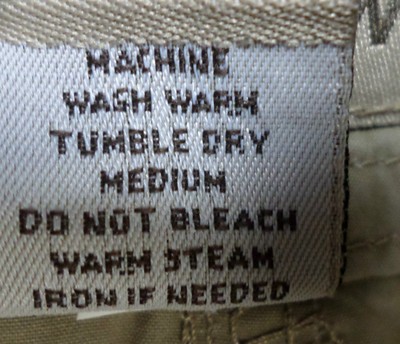 MACHINE
WASH WARM
TUMBLE DRY
MEDIUM
DO NOT BLEACH
WARM STEAM
IRON IF NEEDED